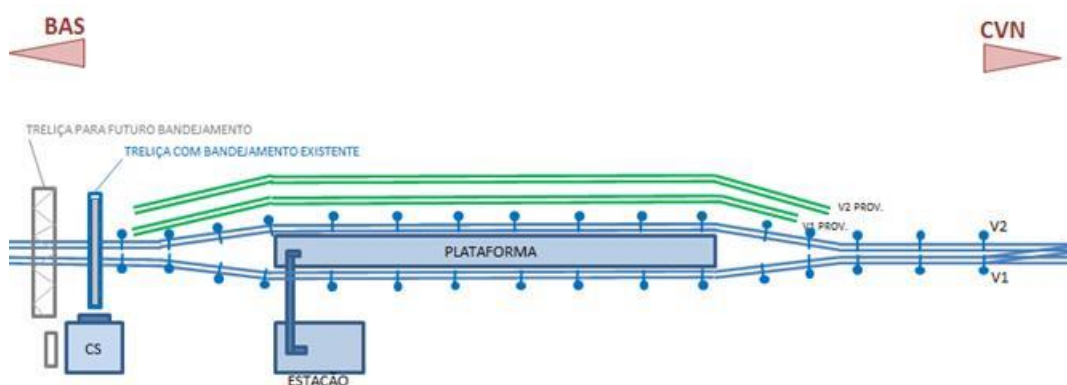 BAS
CVN
TRELIÇA PARA FUTURO BANDEJAMENTO
TRELIÇA COM BANDEJAMENTO EXISTENTE
V2 PROV.
V1 PROV.
V2
PLATAFORMA
V1
CS
ESTAÇÃO